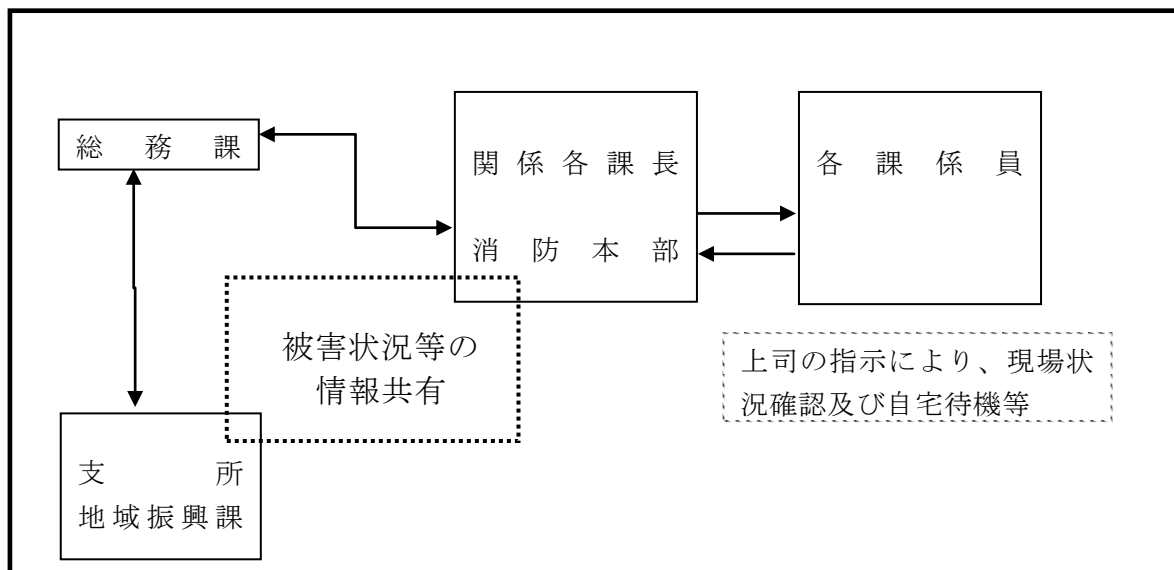 総務課
関係各課長
消防本部
各課係員
被害状況等の
情報共有
上司の指示により、現場状
況確認及び自宅待機等
支所
地域振興課